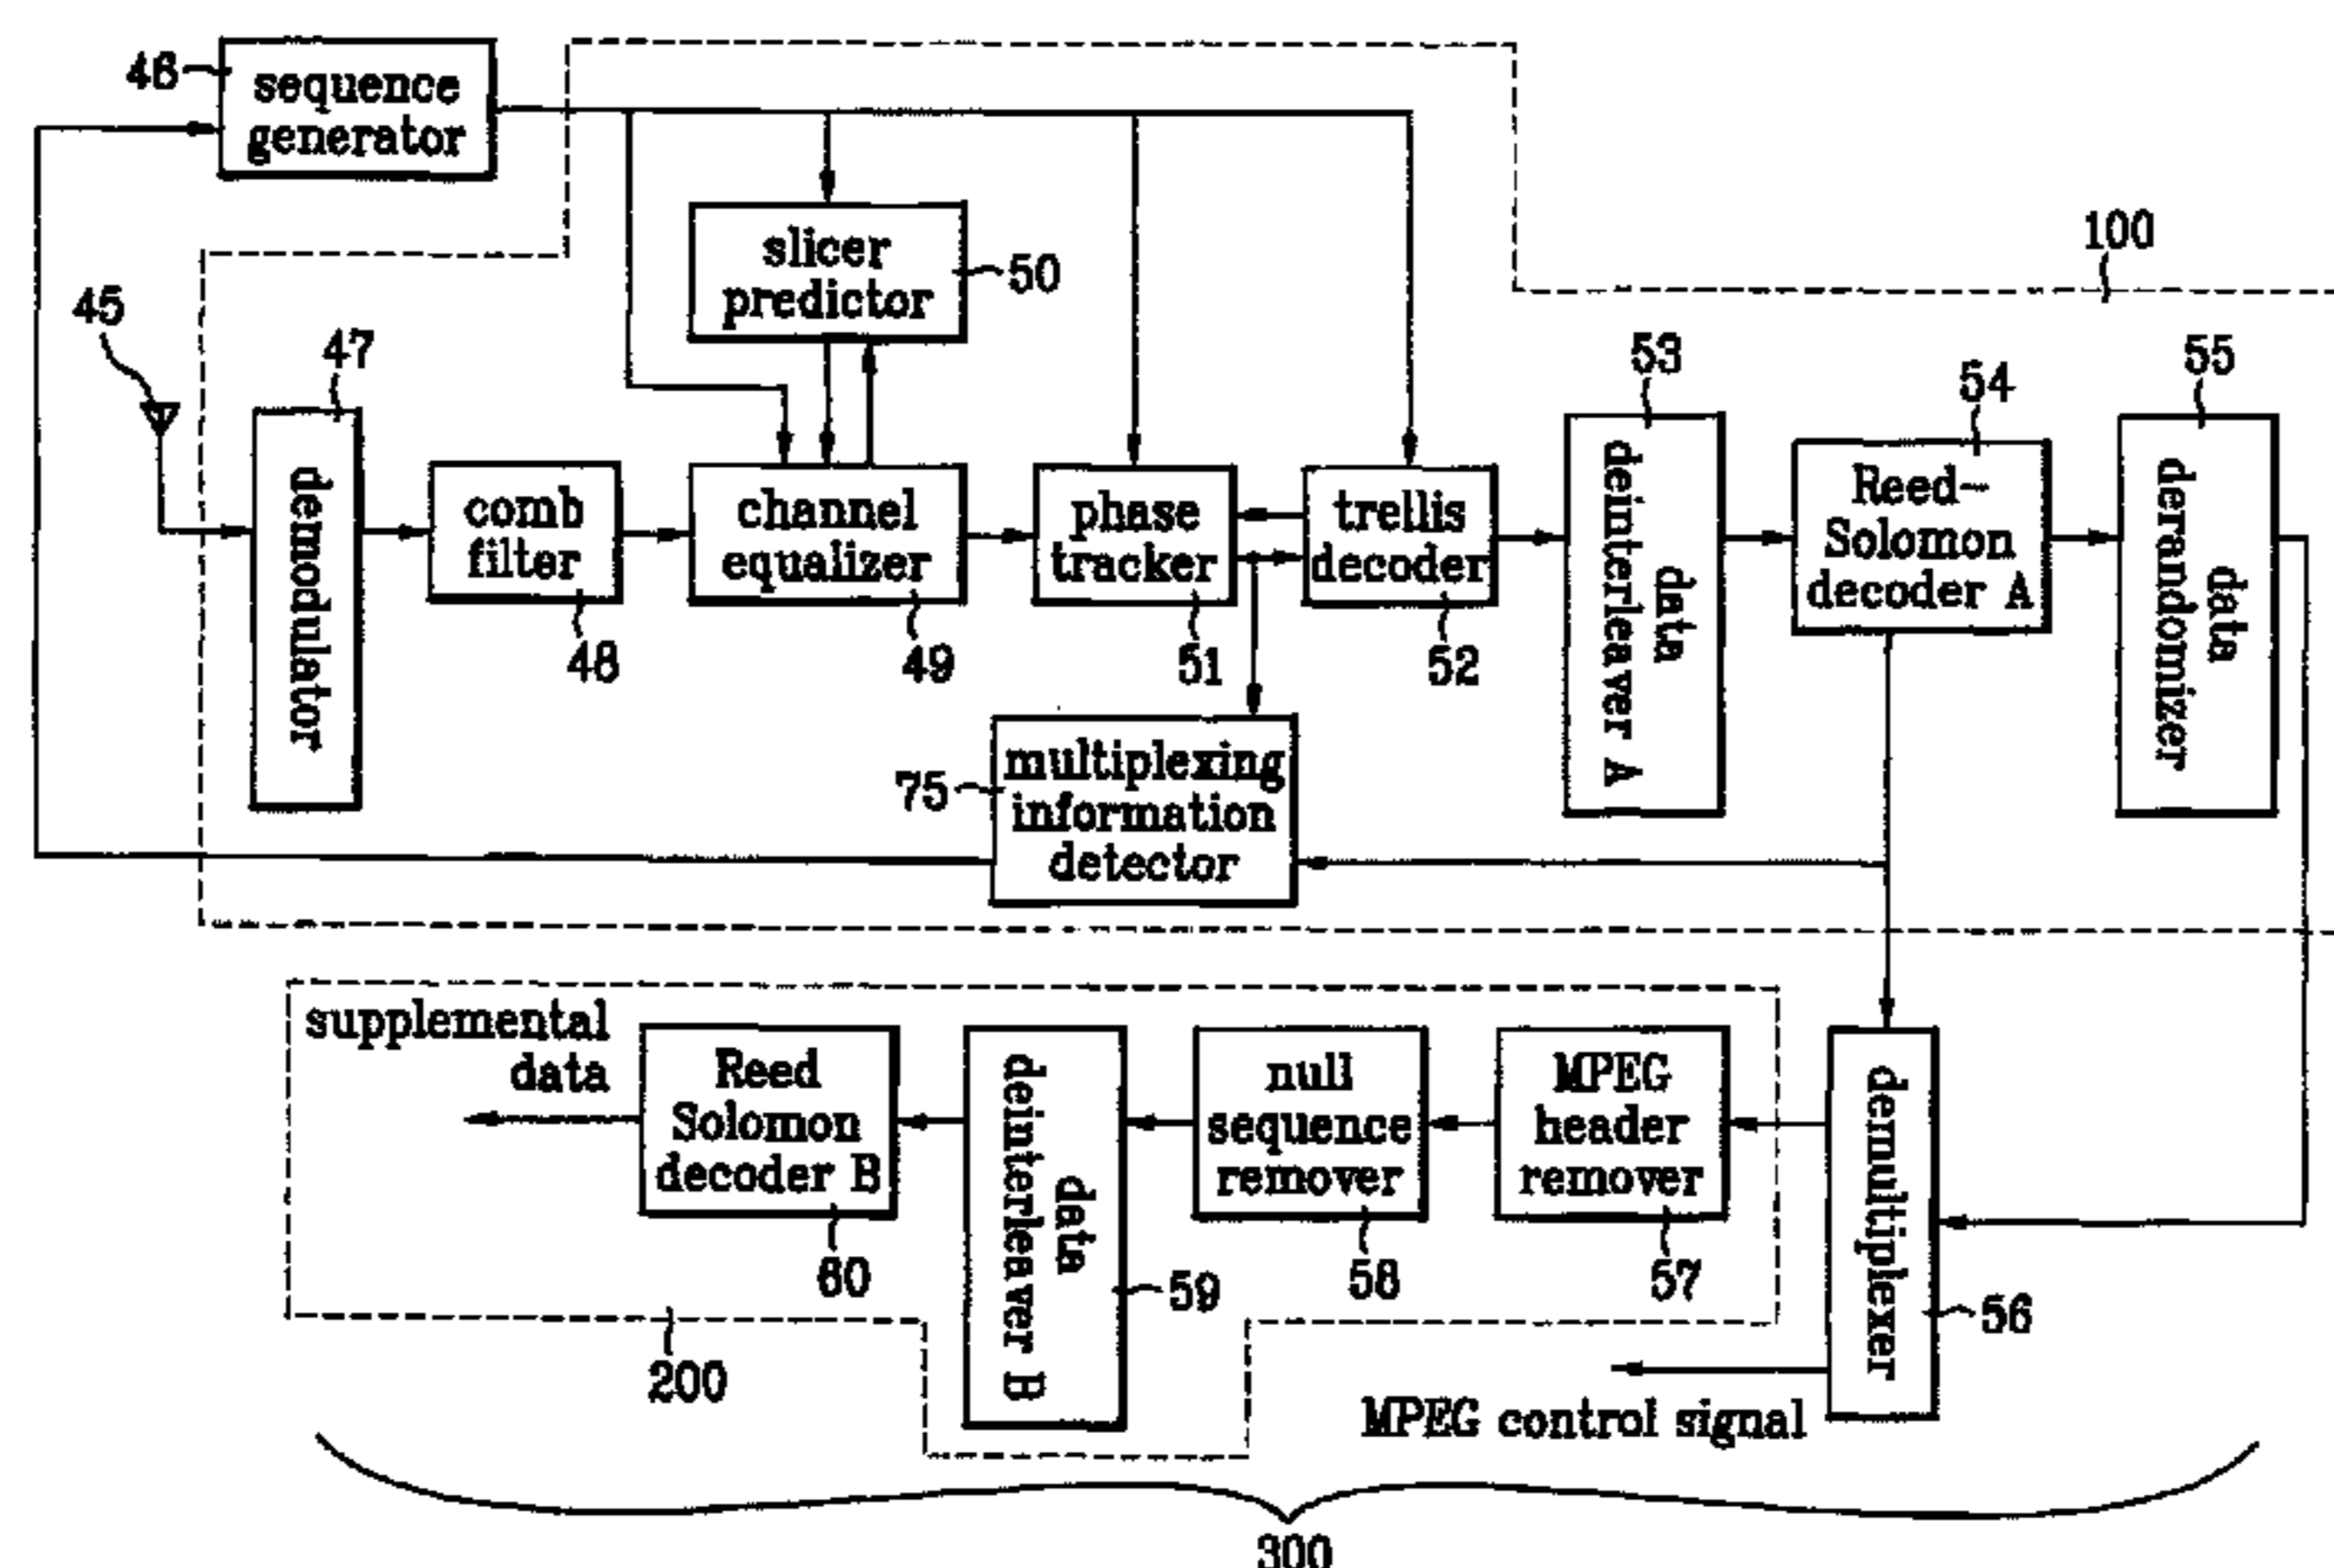 46
sequence
generator
slicer
predictor
50
100
45
47
demodulator
comb
filter
48
channel
equalizer
49
phase
tracker
51
trellis
decoder
52
53
data
deinterleaver A
54
Reed-
Solomon
decoder A
55
data
derandomizer
75
multiplexing
information
detector
supplemental
data
Reed
Solomon
decoder B
60
data
deinterleaver B
59
null
sequence
remover
58
MPEG
header
remover
57
demultiplexer
56
200
MPEG control signal
300